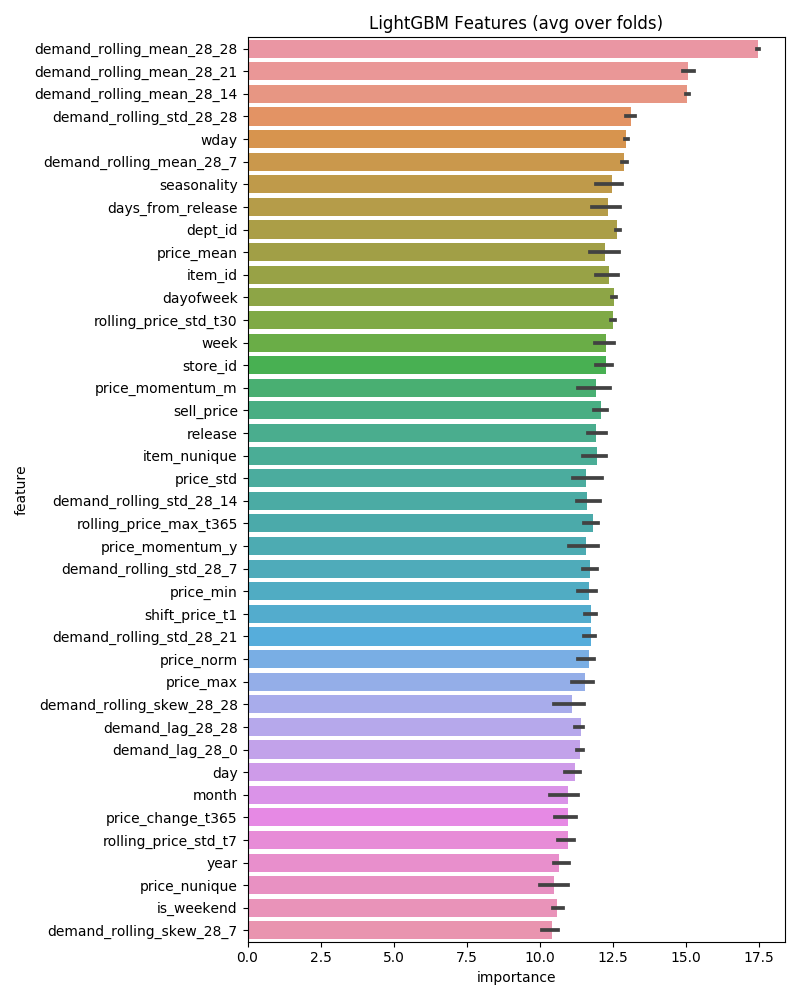 LightGBM Features (avg over folds)
demand_rolling_mean_28_28
demand_rolling_mean_28_21
demand_rolling_mean_28_14
demand_rolling_std_28_28
wday
demand_rolling_mean_28_7
seasonality
days_from_release
dept_id
price_mean
item_id
dayofweek
rolling_price_std_t30
week
store_id
price_momentum_m
sell_price
release
item_nunique
price_std
demand_rolling_std_28_14
rolling_price_max_t365
price_momentum_y
demand_rolling_std_28_7
price_min
shift_price_t1
demand_rolling_std_28_21
price_norm
price_max
demand_rolling_skew_28_28
demand_lag_28_28
demand_lag_28_0
day
month
price_change_t365
rolling_price_std_t7
year
price_nunique
is_weekend
demand_rolling_skew_28_7
feature
0.0 2.5 5.0 7.5 10.0 12.5 15.0 17.5
importance